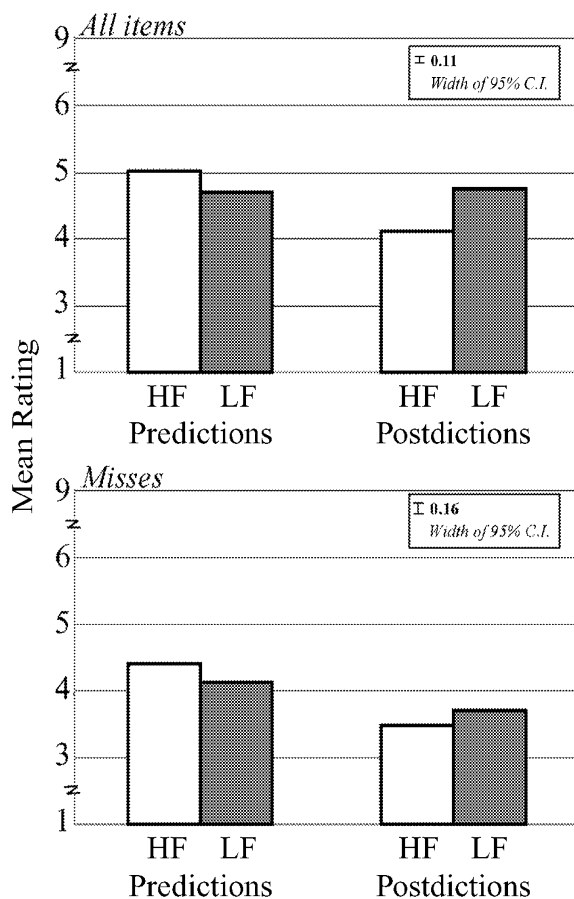 All items
9
6
5
4
3
1
0.11
Width of 95% C.I.
HF LF HF LF
Predictions Postdictions
Mean Rating
Misses
9
6
5
4
3
1
0.16
Width of 95% C.I.
HF LF HF LF
Predictions Postdictions